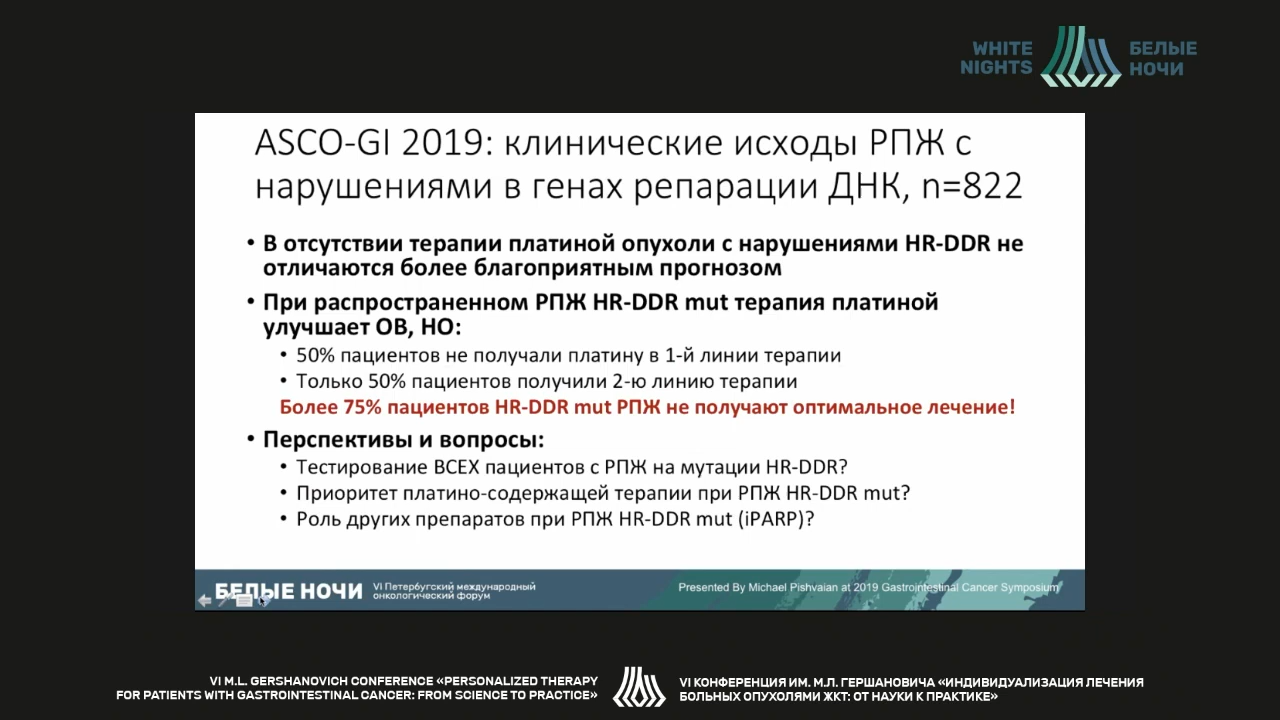 WHITE
NIGHTS
БЕЛЫЕ
НОЧИ
ASCO-GI 2019: клинические исходы РПЖ с
нарушениями в генах репарации ДНК, n=822
• В отсутствии терапии платиной опухоли с нарушениями HR-DDR не
отличаются более благоприятным прогнозом
• При распространенном РПЖ HR-DDR mut терапия платиной
улучшает ОВ, НО:
• 50% пациентов не получали платину в 1-й линии терапии
• Только 50% пациентов получили 2-ю линию терапии
Более 75% пациентов HR-DDR mut РПЖ не получают оптимальное лечение!
• Перспективы и вопросы:
• Тестирование ВСЕХ пациентов с РПЖ на мутации HR-DDR?
• Приоритет платино-содержащей терапии при РПЖ HR-DDR mut?
• Роль других препаратов при РПЖ HR-DDR mut (iPARP)?
БЕЛЫЕ НОЧИ
VI Петербугский международный
онкологический форум
Presented By Michael Pishvaian at 2019 Gastrointestinal Cancer Symposium
VI M.L. GERSHANOVICH CONFERENCE «PERSONALIZED THERAPY
FOR PATIENTS WITH GASTROINTESTINAL CANCER: FROM SCIENCE TO PRACTICE»
VI КОНФЕРЕНЦИЯ ИМ. М.Л. ГЕРШАНОВИЧА «ИНДИВИДУАЛИЗАЦИЯ ЛЕЧЕНИЯ
БОЛЬНЫХ ОПУХОЛЯМИ ЖКТ: ОТ НАУКИ К ПРАКТИКЕ»